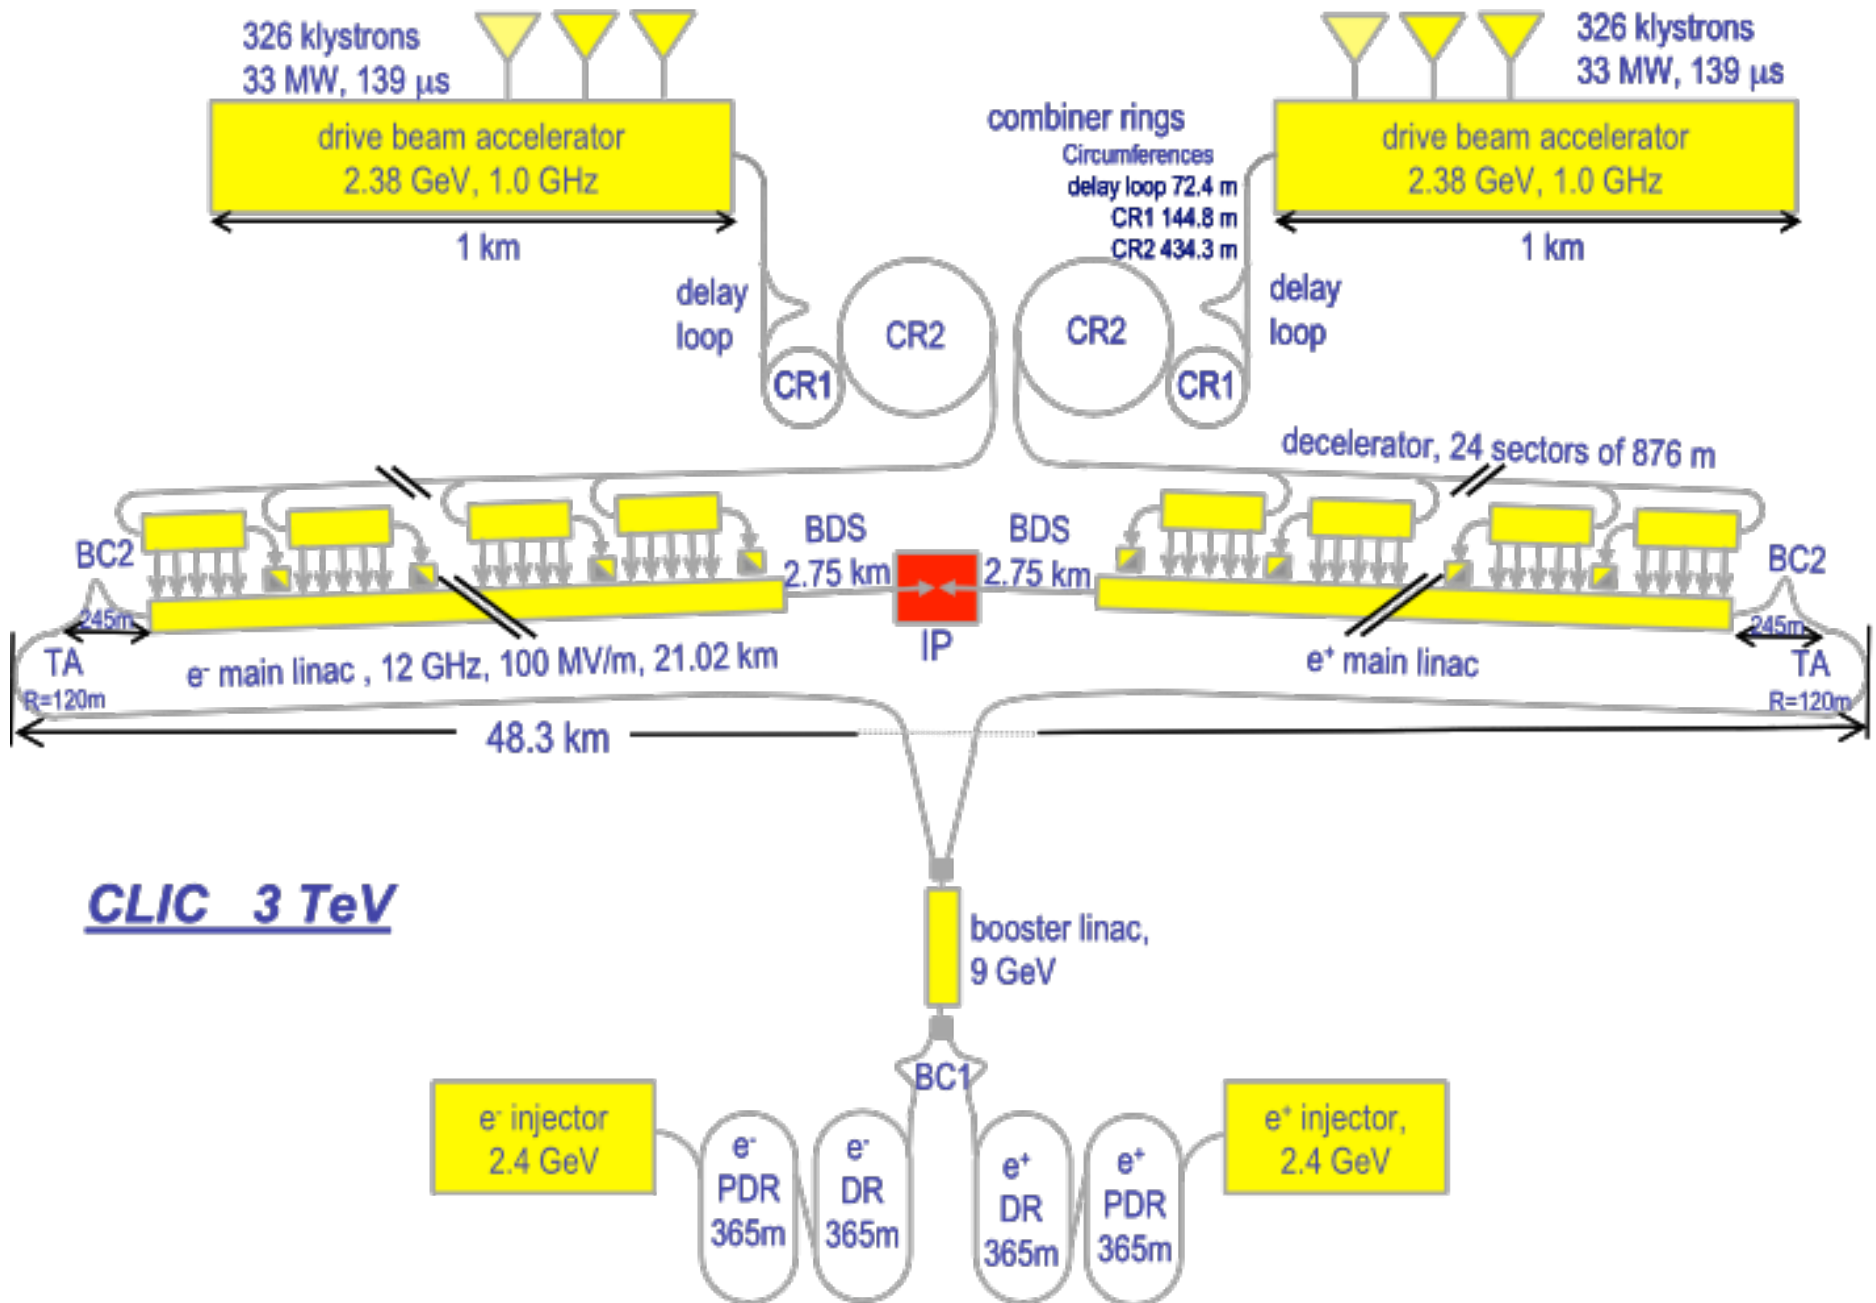 326 klystrons
33 MW, 139 μs
326 klystrons
33 MW, 139 μs
drive beam accelerator
2.38 GeV, 1.0 GHz
combiner rings
Circumferences
delay loop 72.4 m
CR1 144.8 m
CR2 434.3 m
drive beam accelerator
2.38 GeV, 1.0 GHz
1 km
1 km
delay
loop
CR1
CR2
CR2
CR1
delay
loop
decelerator, 24 sectors of 876 m
BC2
245m
TA
R=120m
BDS
2.75 km
IP
BDS
2.75 km
BC2
245m
TA
R=120m
e⁻ main linac , 12 GHz, 100 MV/m, 21.02 km
e⁺ main linac
48.3 km
CLIC 3 TeV
booster linac,
9 GeV
BC1
e⁻ injector
2.4 GeV
e⁻
PDR
365m
e⁻
DR
365m
e⁺
DR
365m
e⁺
PDR
365m
e⁺ injector,
2.4 GeV